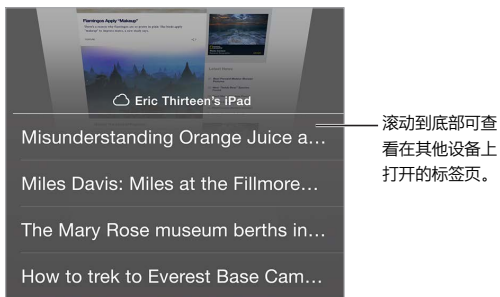 Flamingos Apply "Makeup"
Eric Thirteen's iPad
Misunderstanding Orange Juice a…
Miles Davis: Miles at the Fillmore…
The Mary Rose museum berths in…
How to trek to Everest Base Cam…
滚动到底部可查
看在其他设备上
打开的标签页。